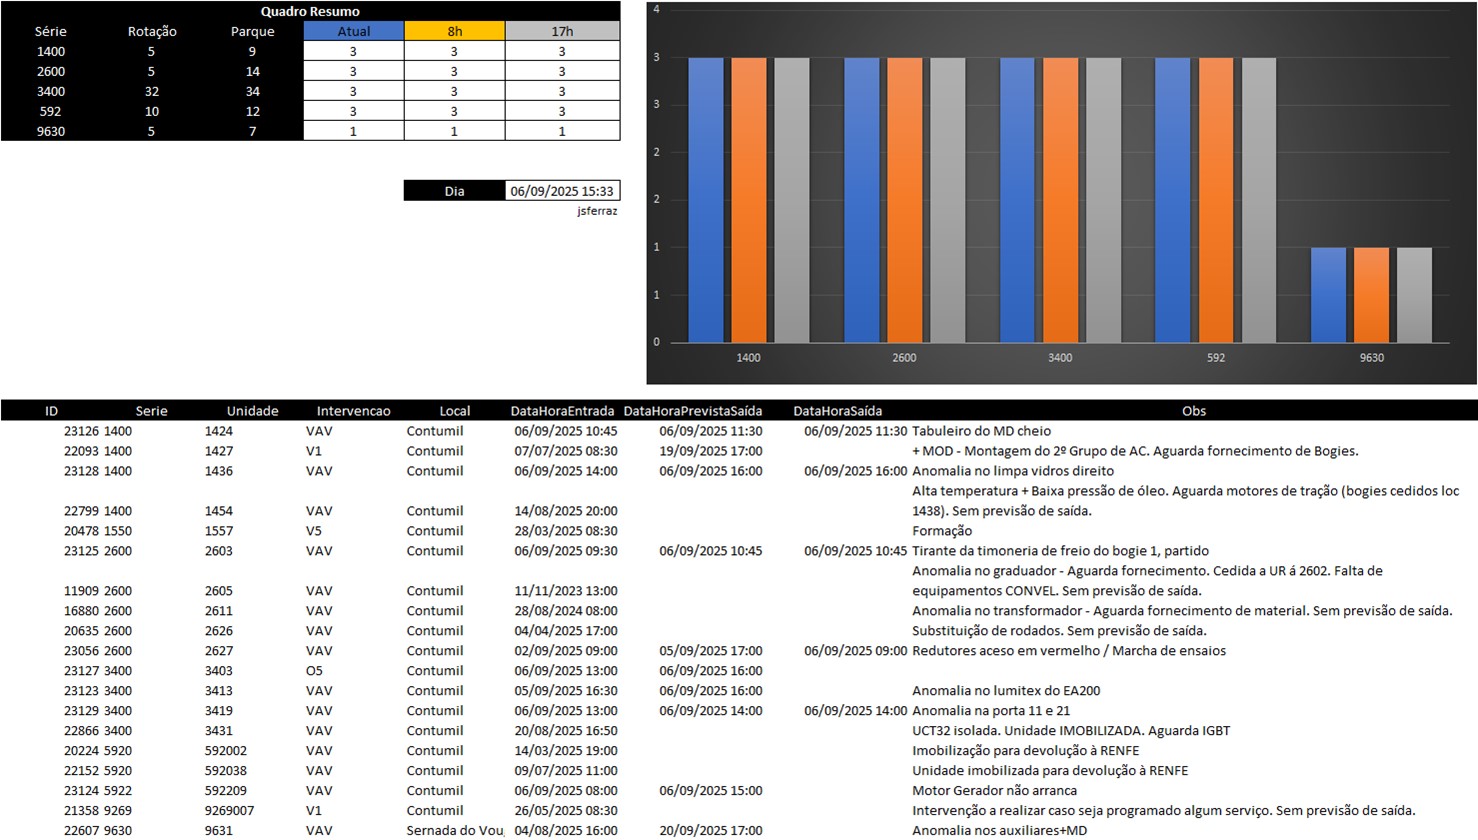 Quadro Resumo
Série Rotação Parque Atual 8h 17h
1400 5 9 3 3 3
2600 5 14 3 3 3
3400 32 34 3 3 3
592 10 12 3 3 3
9630 5 7 1 1 1
Dia 06/09/2025 15:33
jsferraz
4
3
3
2
2
1
1
0
1400 2600 3400 592 9630
ID Serie Unidade Intervencao Local DataHoraEntrada DataHoraPrevistaSaída DataHoraSaída Obs
23126 1400 1424 VAV Contumil 06/09/2025 10:45 06/09/2025 11:30 06/09/2025 11:30 Tabuleiro do MD cheio
22093 1400 1427 V1 Contumil 07/07/2025 08:30 19/09/2025 17:00 + MOD - Montagem do 2º Grupo de AC. Aguarda fornecimento de Bogies.
23128 1400 1436 VAV Contumil 06/09/2025 14:00 06/09/2025 16:00 06/09/2025 16:00 Anomalia no limpa vidros direito
Alta temperatura + Baixa pressão de óleo. Aguarda motores de tração (bogies cedidos loc
22799 1400 1454 VAV Contumil 14/08/2025 20:00 1438). Sem previsão de saída.
20478 1550 1557 V5 Contumil 28/03/2025 08:30 Formação
23125 2600 2603 VAV Contumil 06/09/2025 09:30 06/09/2025 10:45 06/09/2025 10:45 Tirante da timoneria de freio do bogie 1, partido
Anomalia no graduador - Aguarda fornecimento. Cedida a UR á 2602. Falta de
11909 2600 2605 VAV Contumil 11/11/2023 13:00 equipamentos CONVEL. Sem previsão de saída.
16880 2600 2611 VAV Contumil 28/08/2024 08:00 Anomalia no transformador - Aguarda fornecimento de material. Sem previsão de saída.
20635 2600 2626 VAV Contumil 04/04/2025 17:00 Substituição de rodados. Sem previsão de saída.
23056 2600 2627 VAV Contumil 02/09/2025 09:00 05/09/2025 17:00 06/09/2025 09:00 Redutores aceso em vermelho / Marcha de ensaios
23127 3400 3403 O5 Contumil 06/09/2025 13:00 06/09/2025 16:00
23123 3400 3413 VAV Contumil 05/09/2025 16:30 06/09/2025 16:00 Anomalia no lumitex do EA200
23129 3400 3419 VAV Contumil 06/09/2025 13:00 06/09/2025 14:00 06/09/2025 14:00 Anomalia na porta 11 e 21
22866 3400 3431 VAV Contumil 20/08/2025 16:50 UCT32 isolada. Unidade IMOBILIZADA. Aguarda IGBT
20224 5920 592002 VAV Contumil 14/03/2025 19:00 Imobilização para devolução à RENFE
22152 5920 592038 VAV Contumil 09/07/2025 11:00 Unidade imobilizada para devolução à RENFE
23124 5922 592209 VAV Contumil 06/09/2025 08:00 06/09/2025 15:00 Motor Gerador não arranca
21358 9269 9269007 V1 Contumil 26/05/2025 08:30 Intervenção a realizar caso seja programado algum serviço. Sem previsão de saída.
22607 9630 9631 VAV Sernada do Vou 04/08/2025 16:00 20/09/2025 17:00 Anomalia nos auxiliares+MD